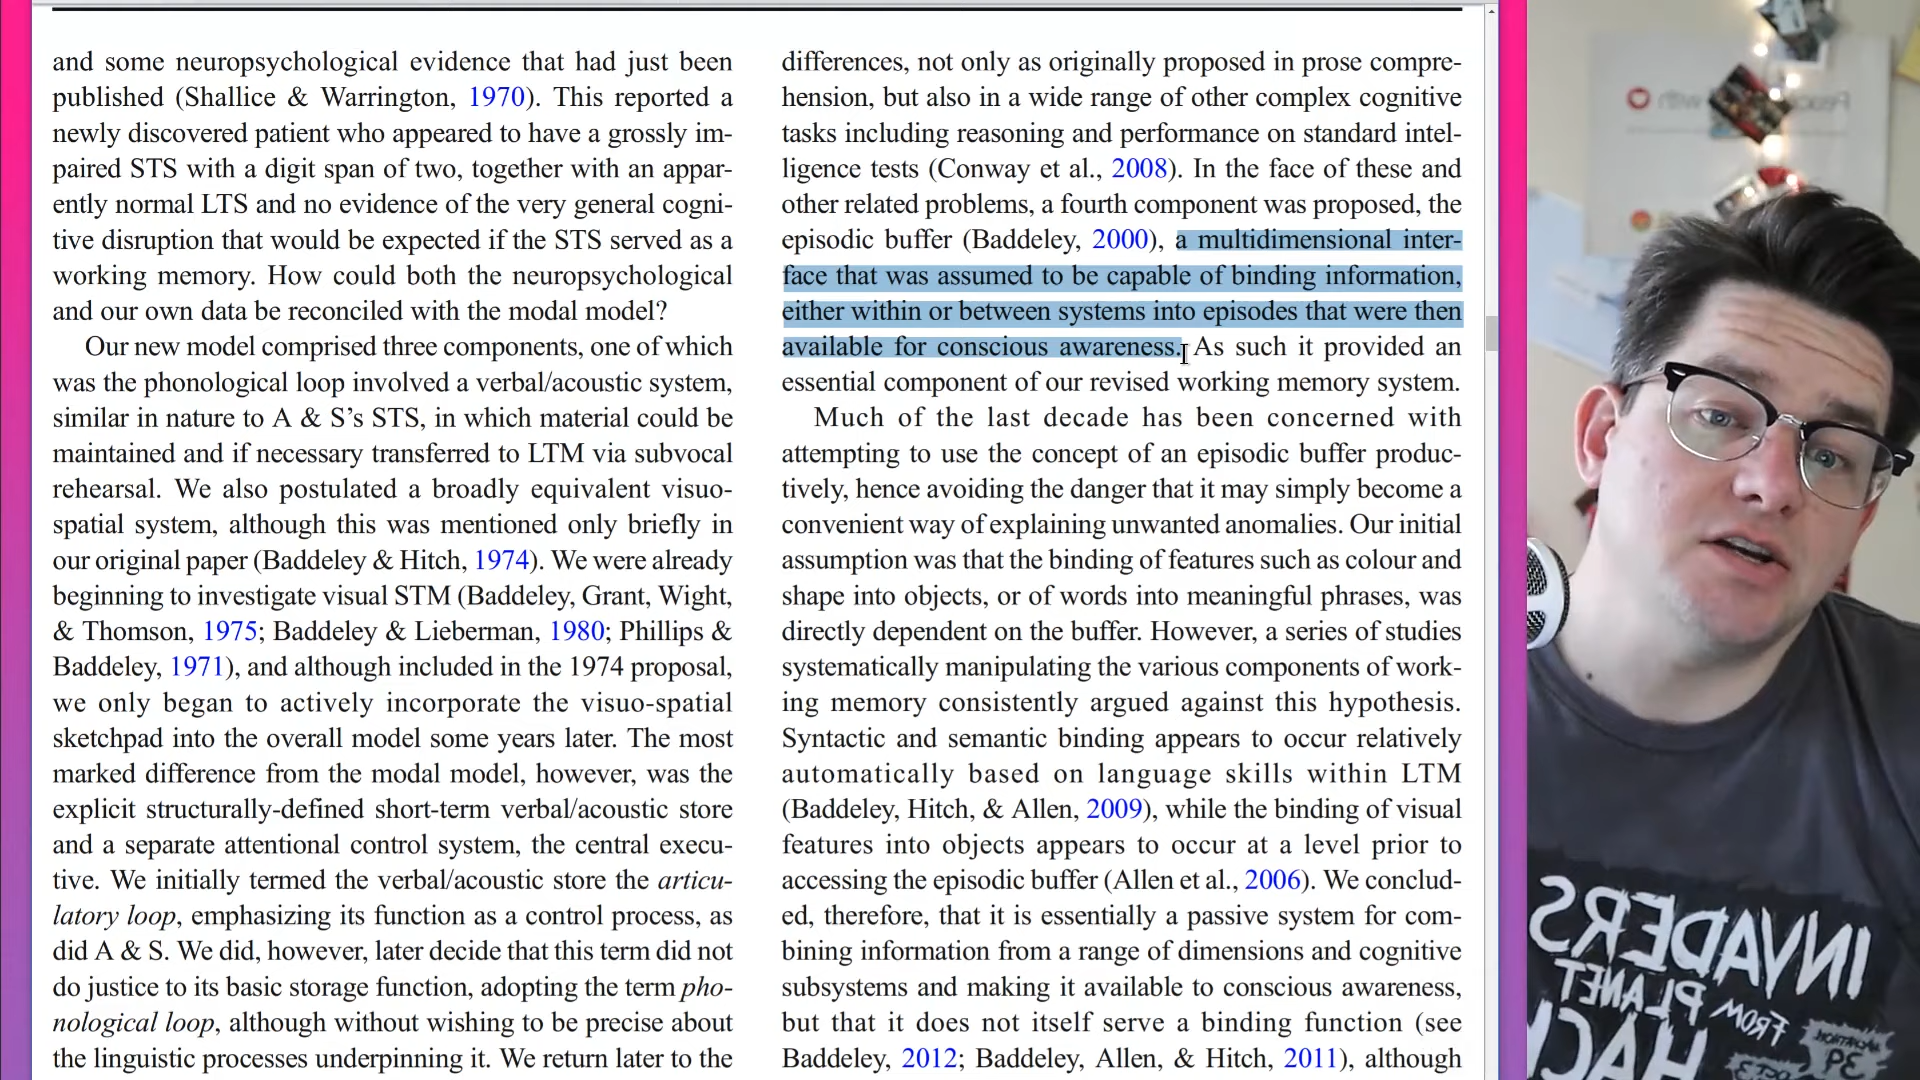 and some neuropsychological evidence that had just been
published (Shallice & Warrington, 1970). This reported a
newly discovered patient who appeared to have a grossly im-
paired STS with a digit span of two, together with an appar-
ently normal LTS and no evidence of the very general cogni-
tive disruption that would be expected if the STS served as a
working memory. How could both the neuropsychological
and our own data be reconciled with the modal model?
Our new model comprised three components, one of which
was the phonological loop involved a verbal/acoustic system,
similar in nature to A & S's STS, in which material could be
maintained and if necessary transferred to LTM via subvocal
rehearsal. We also postulated a broadly equivalent visuo-
spatial system, although this was mentioned only briefly in
our original paper (Baddeley & Hitch, 1974). We were already
beginning to investigate visual STM (Baddeley, Grant, Wight,
& Thomson, 1975; Baddeley & Lieberman, 1980; Phillips &
Baddeley, 1971), and although included in the 1974 proposal,
we only began to actively incorporate the visuo-spatial
sketchpad into the overall model some years later. The most
marked difference from the modal model, however, was the
explicit structurally-defined short-term verbal/acoustic store
and a separate attentional control system, the central execu-
tive. We initially termed the verbal/acoustic store the articu-
latory loop, emphasizing its function as a control process, as
did A & S. We did, however, later decide that this term did not
do justice to its basic storage function, adopting the term pho-
nological loop, although without wishing to be precise about
the linguistic processes underpinning it. We return later to the
differences, not only as originally proposed in prose compre-
hension, but also in a wide range of other complex cognitive
tasks including reasoning and performance on standard intel-
ligence tests (Conway et al., 2008). In the face of these and
other related problems, a fourth component was proposed, the
episodic buffer (Baddeley, 2000), a multidimensional inter-
face that was assumed to be capable of binding information,
either within or between systems into episodes that were then
available for conscious awareness. As such it provided an
essential component of our revised working memory system.
Much of the last decade has been concerned with
attempting to use the concept of an episodic buffer produc-
tively, hence avoiding the danger that it may simply become a
convenient way of explaining unwanted anomalies. Our initial
assumption was that the binding of features such as colour and
shape into objects, or of words into meaningful phrases, was
directly dependent on the buffer. However, a series of studies
systematically manipulating the various components of work-
ing memory consistently argued against this hypothesis.
Syntactic and semantic binding appears to occur relatively
automatically based on language skills within LTM
(Baddeley, Hitch, & Allen, 2009), while the binding of visual
features into objects appears to occur at a level prior to
accessing the episodic buffer (Allen et al., 2006). We conclud-
ed, therefore, that it is essentially a passive system for com-
bining information from a range of dimensions and cognitive
subsystems and making it available to conscious awareness,
but that it does not itself serve a binding function (see
Baddeley, 2012; Baddeley, Allen, & Hitch, 2011), although
INVADERS
FROM PLANET